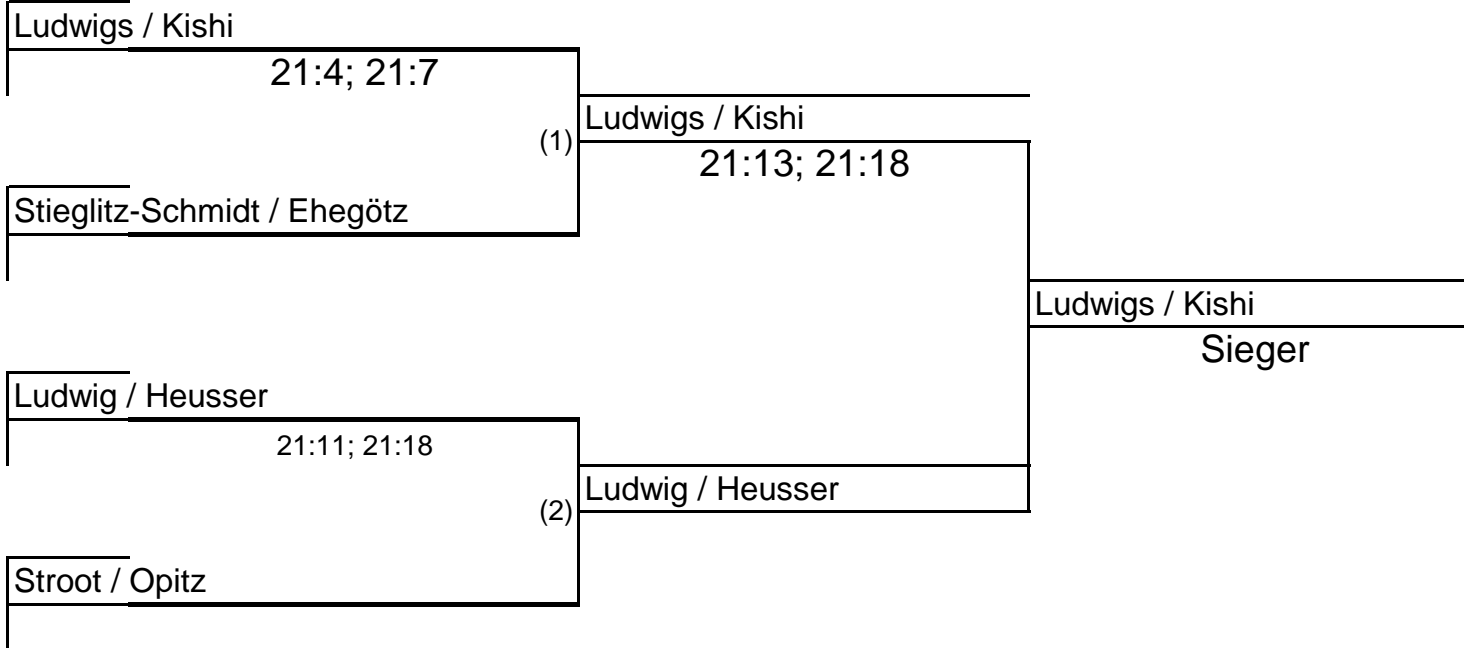 Ludwigs / Kishi
21:4; 21:7
Ludwigs / Kishi
(1)
21:13; 21:18
Stieglitz-Schmidt / Ehegötz
Ludwigs / Kishi
Sieger
Ludwig / Heusser
21:11; 21:18
Ludwig / Heusser
(2)
Stroot / Opitz